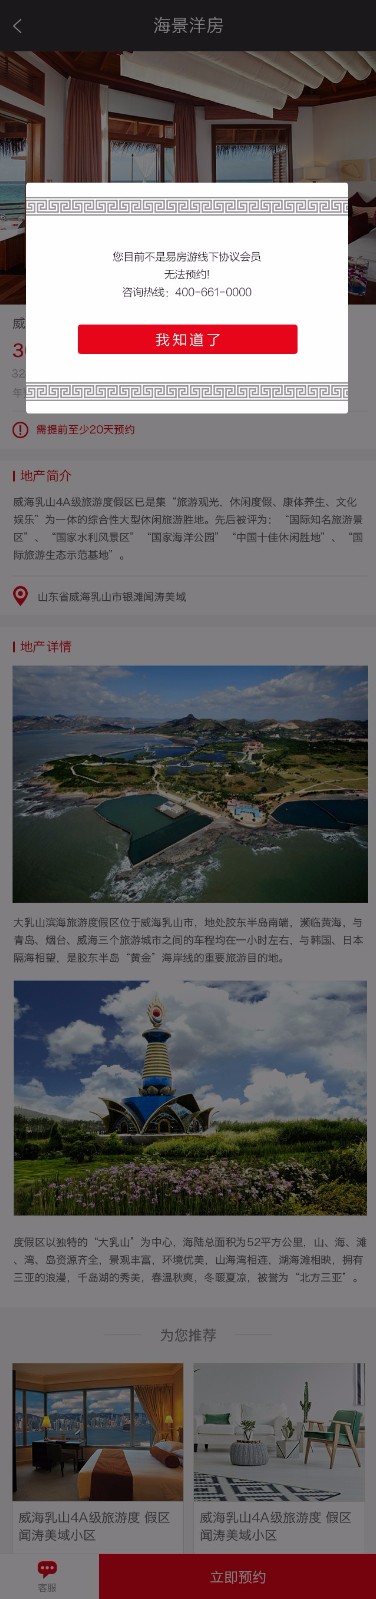 海景洋房
您目前不是易房游线下协议会员
无法预约!
咨询热线：400-661-0000
我知道了
威
3
32
年
需提前至少20天预约
地产简介
威海乳山4A级旅游度假区已是集“旅游观光、休闲度假、康体养生、文化
娱乐”为一体的综合性大型休闲旅游胜地。先后被评为：“国际知名旅游景
区”、“国家水利风景区”“国家海洋公园”“中国十佳休闲胜地”、“国
际旅游生态示范基地”。
山东省威海乳山市银滩闻涛美域
地产详情
大乳山滨海旅游度假区位于威海乳山市，地处胶东半岛南端，濒临黄海，与
青岛、烟台、威海三个旅游城市之间的车程均在一小时左右，与韩国、日本
隔海相望，是胶东半岛“黄金”海岸线的重要旅游目的地。
度假区以独特的“大乳山”为中心，海陆总面积为52平方公里，山、海、滩
、湾、岛资源齐全，景观丰富，环境优美，山海湾相连，湖海滩相映，拥有
三亚的浪漫，千岛湖的秀美，春温秋爽，冬暖夏凉，被誉为“北方三亚”。
为您推荐
威海乳山4A级旅游度 假区
闻涛美域小区
威海乳山4A级旅游度 假区
闻涛美域小区
客服
立即预约